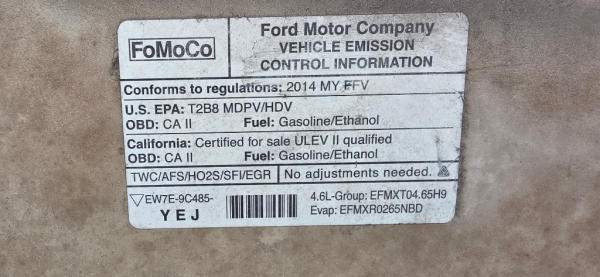 FoMoCo
Ford Motor Company
VEHICLE EMISSION
CONTROL INFORMATION
Conforms to regulations: 2014 MY FFV
U.S. EPA: T2B8 MDPV/HDV
OBD: CA II Fuel: Gasoline/Ethanol
California: Certified for sale ULEV II qualified
OBD: CA II Fuel: Gasoline/Ethanol
TWC/AFS/HO2S/SFI/EGR No adjustments needed.
EW7E-9C485-
YEJ
4.6L-Group: EFMXT04.65H9
Evap: EFMXR0265NBD